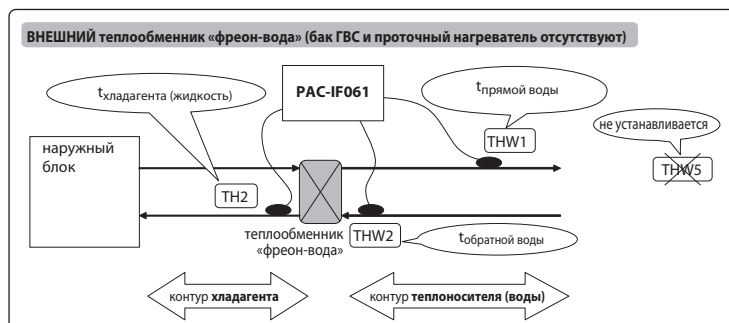 ВНЕШНИЙ теплообменник «фреон-вода» (бак ГВС и проточный нагреватель отсутствуют)
tхладагента (жидкость)
PAC-IF061
tпрямой воды
THW1
не устанавливается
THW5
наружный
блок
TH2
теплообменник
«фреон-вода»
THW2
tобратной воды
контур хладагента
контур теплоносителя (воды)